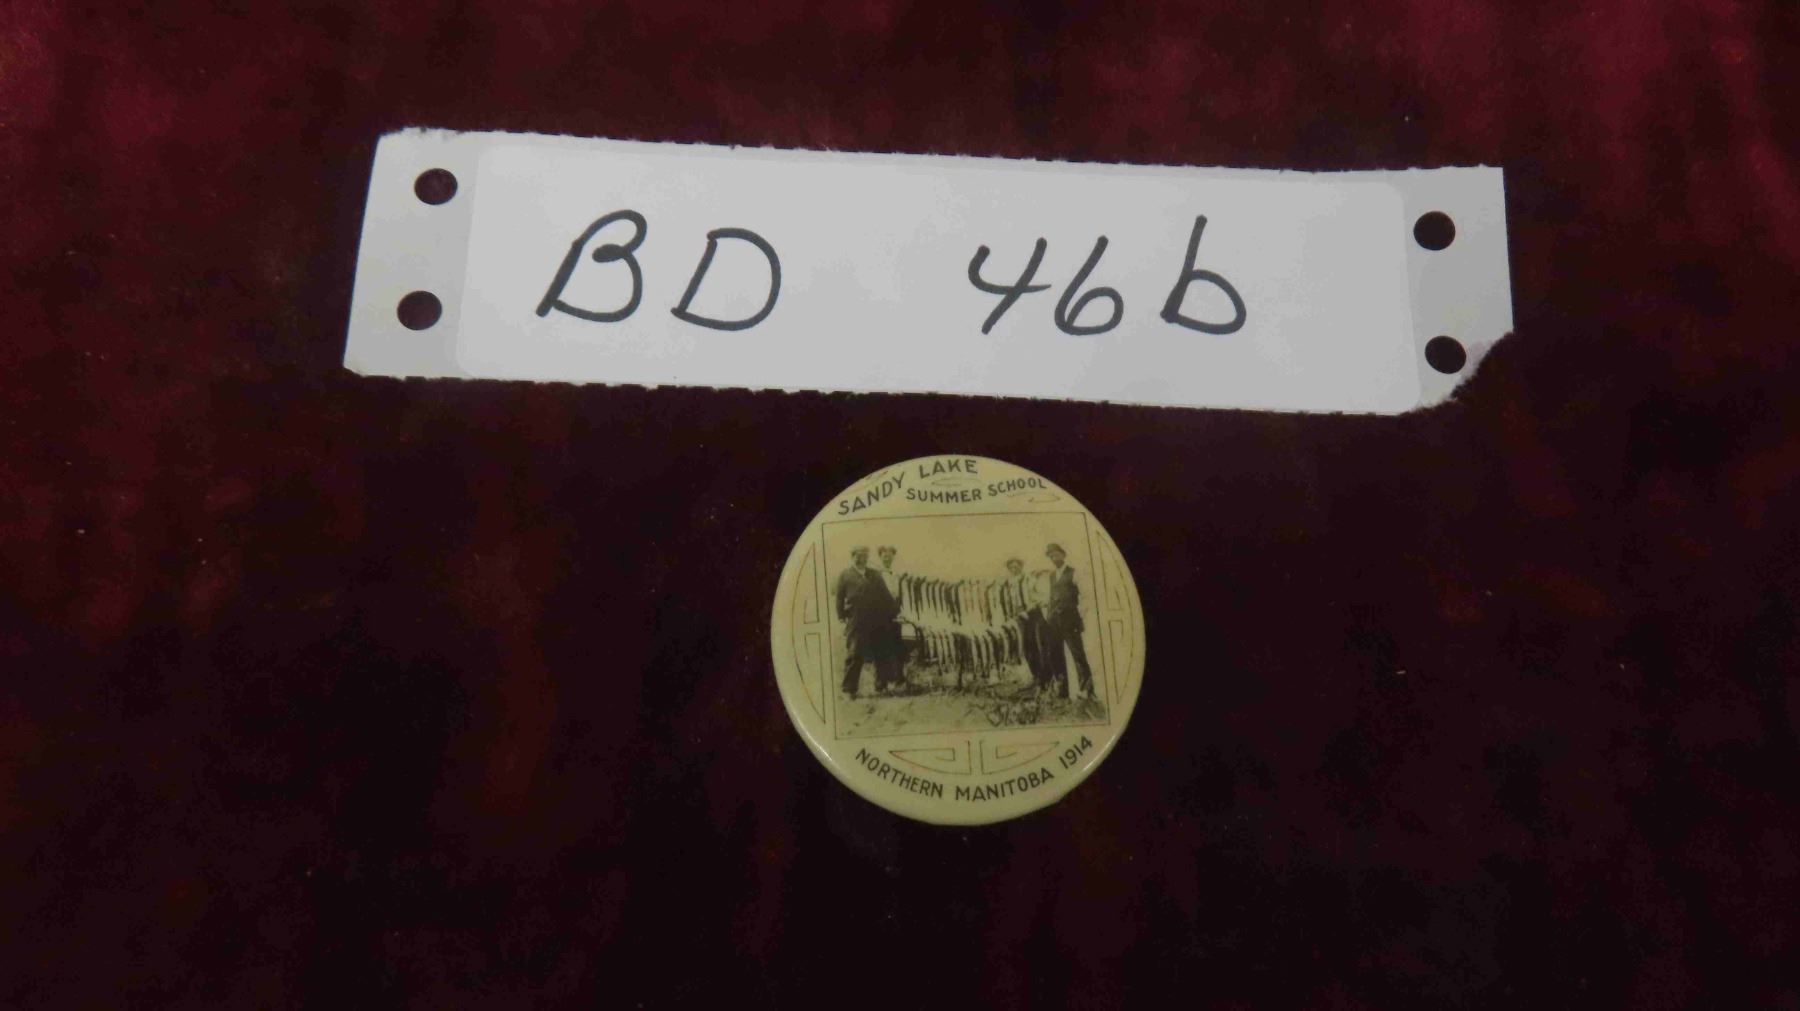 BD 46b
SANDY LAKE
SUMMER SCHOOL
NORTHERN MANITOBA 1914